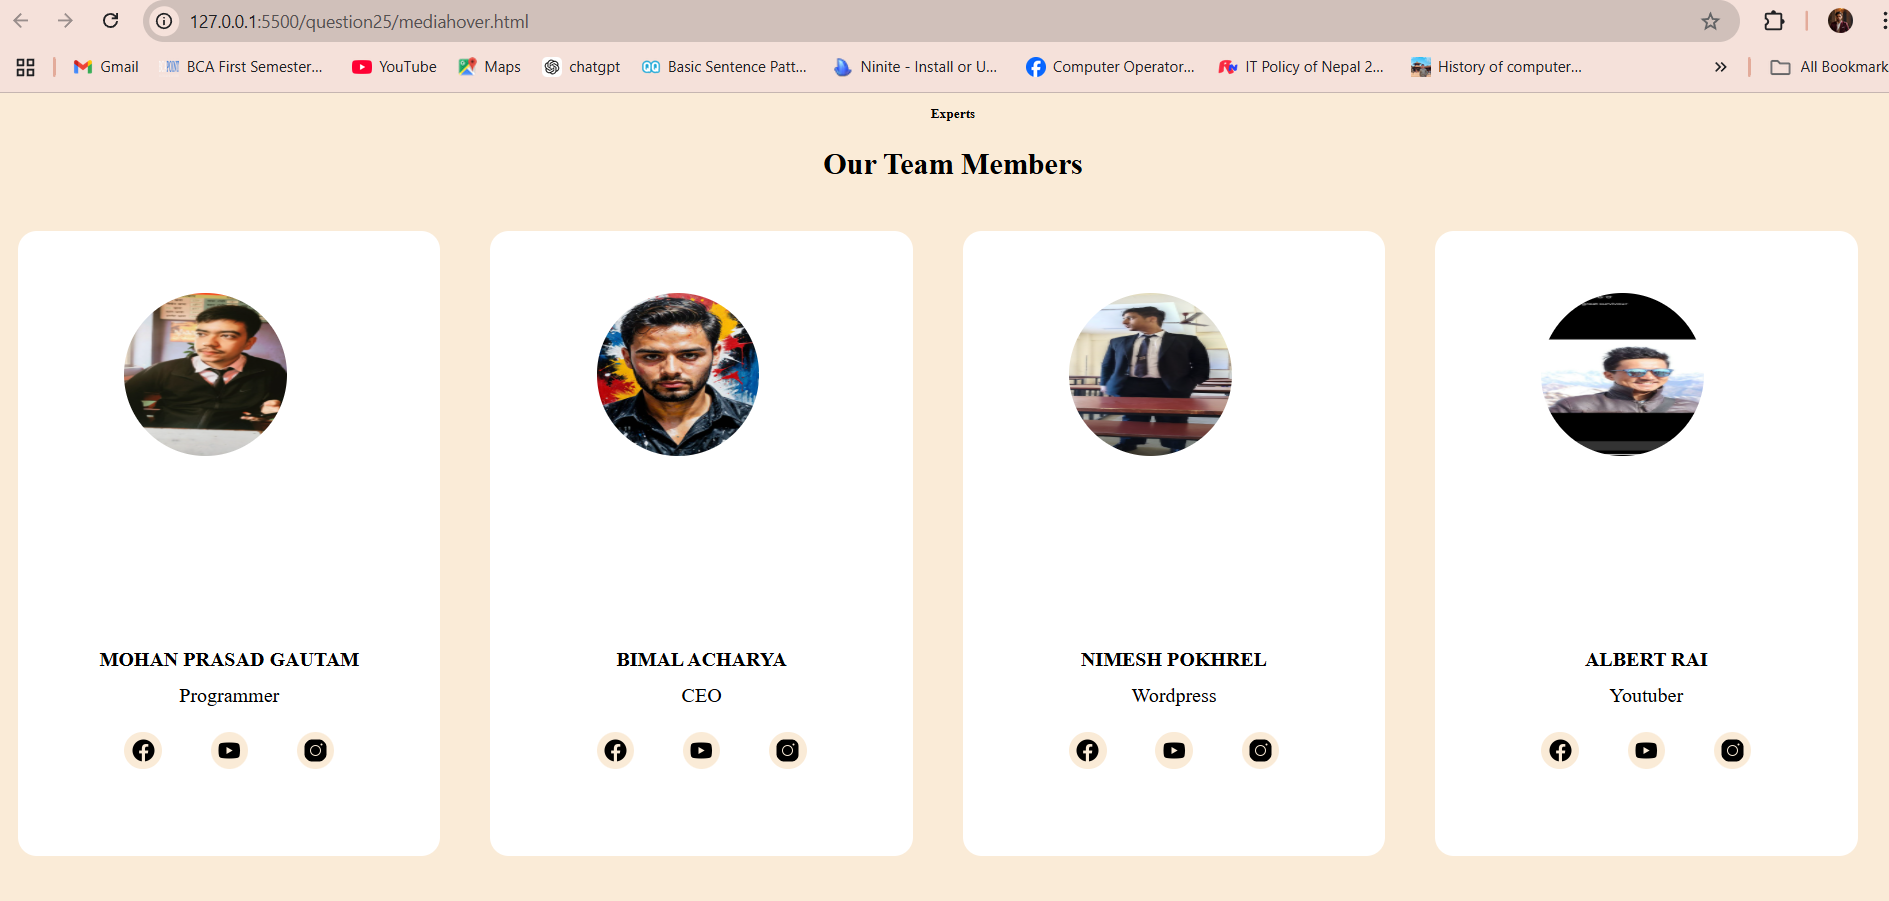 127.0.0.1:5500/question25/mediahover.html
Gmail BCA First Semester... YouTube Maps chatgpt Basic Sentence Patt... Ninite - Install or U... Computer Operator... IT Policy of Nepal 2... History of computer... » All Bookmark
Experts
Our Team Members
MOHAN PRASAD GAUTAM
Programmer
BIMAL ACHARYA
CEO
NIMESH POKHREL
Wordpress
ALBERT RAI
Youtuber